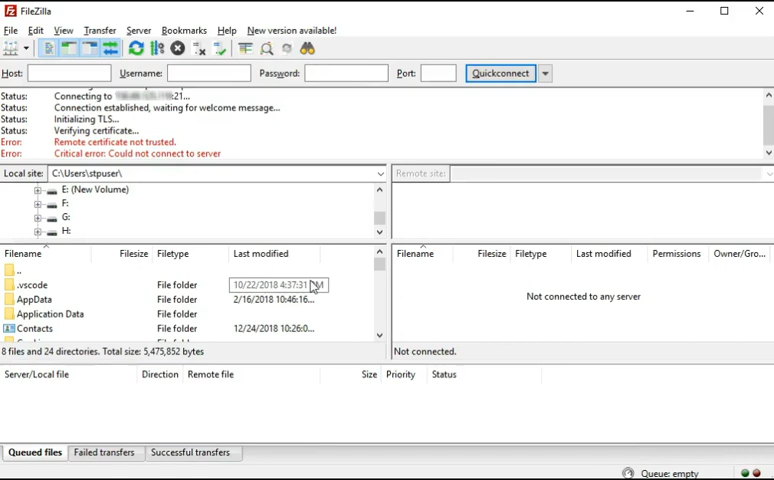 FileZilla
File Edit View Transfer Server Bookmarks Help New version available!
Host: Username: Password: Port: Quickconnect
Status: Connecting to :21...
Status: Connection established, waiting for welcome message...
Status: Initializing TLS...
Status: Verifying certificate...
Error: Remote certificate not trusted.
Error: Critical error: Could not connect to server
Local site: C:\Users\stpuser\ Remote site:
E: (New Volume)
F:
G:
H:
Filename Filesize Filetype Last modified Filename Filesize Filetype Last modified Permissions Owner/Gro...
..
.vscode File folder 10/22/2018 4:37:31
AppData File folder 2/16/2018 10:46:16...
Application Data File folder
Contacts File folder 12/24/2018 10:26:0...
Not connected to any server
8 files and 24 directories. Total size: 5,475,852 bytes Not connected.
Server/Local file Direction Remote file Size Priority Status
Queued files Failed transfers Successful transfers
Queue: empty